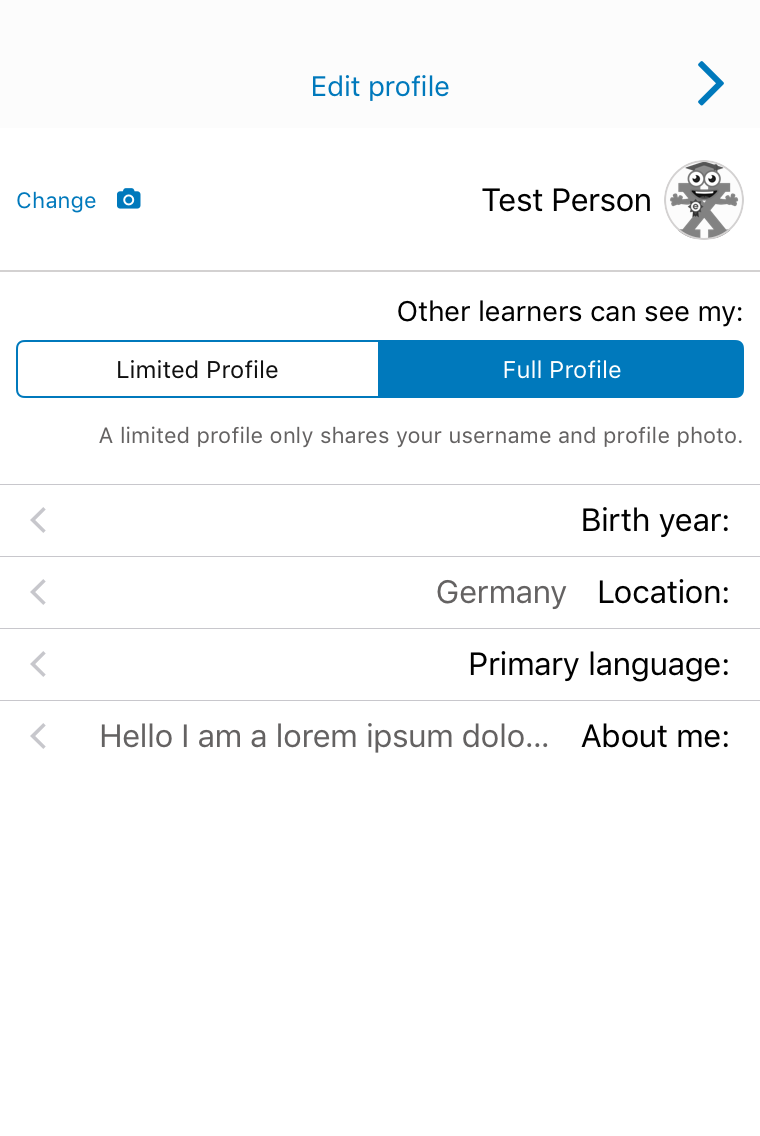 Edit profile
Test Person
Change
Other learners can see my:
Limited Profile
Full Profile
A limited profile only shares your username and profile photo.
Birth year:
Location: Germany
Primary language:
About me: Hello I am a lorem ipsum dolo...